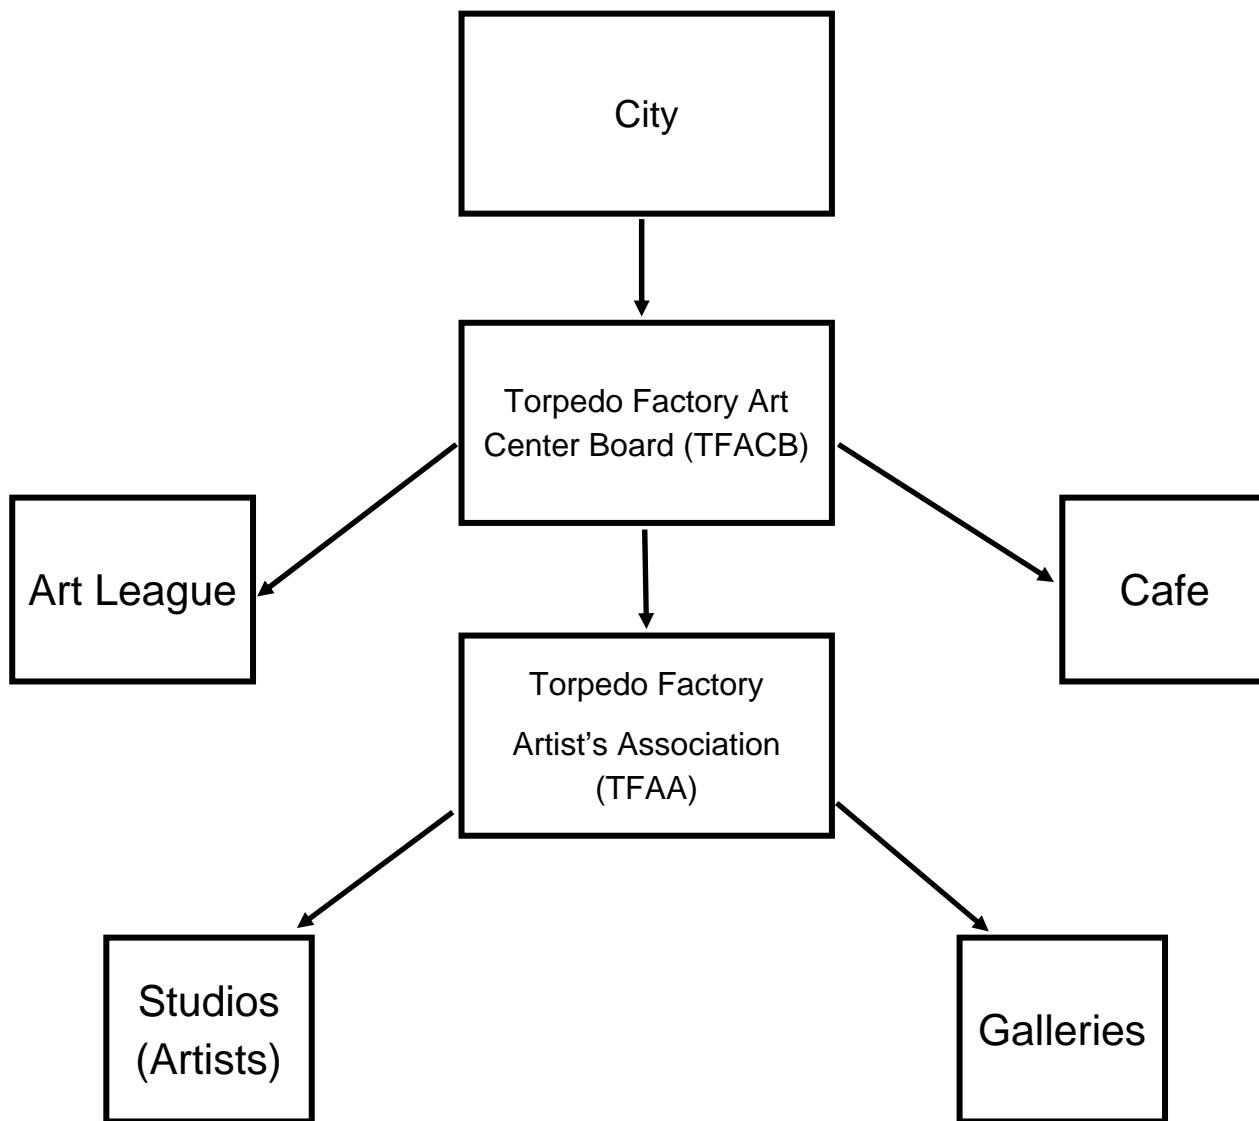 City
Torpedo Factory Art
Center Board (TFACB)
Art League
Cafe
Torpedo Factory
Artist’s Association
(TFAA)
Studios
(Artists)
Galleries